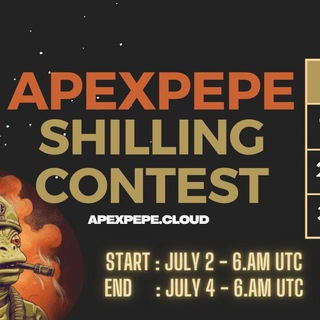 APEXPEPE
SHILLING
CONTEST
APEXPEPE.CLOUD
START : JULY 2 - 6.AM UTC
END : JULY 4 - 6.AM UTC